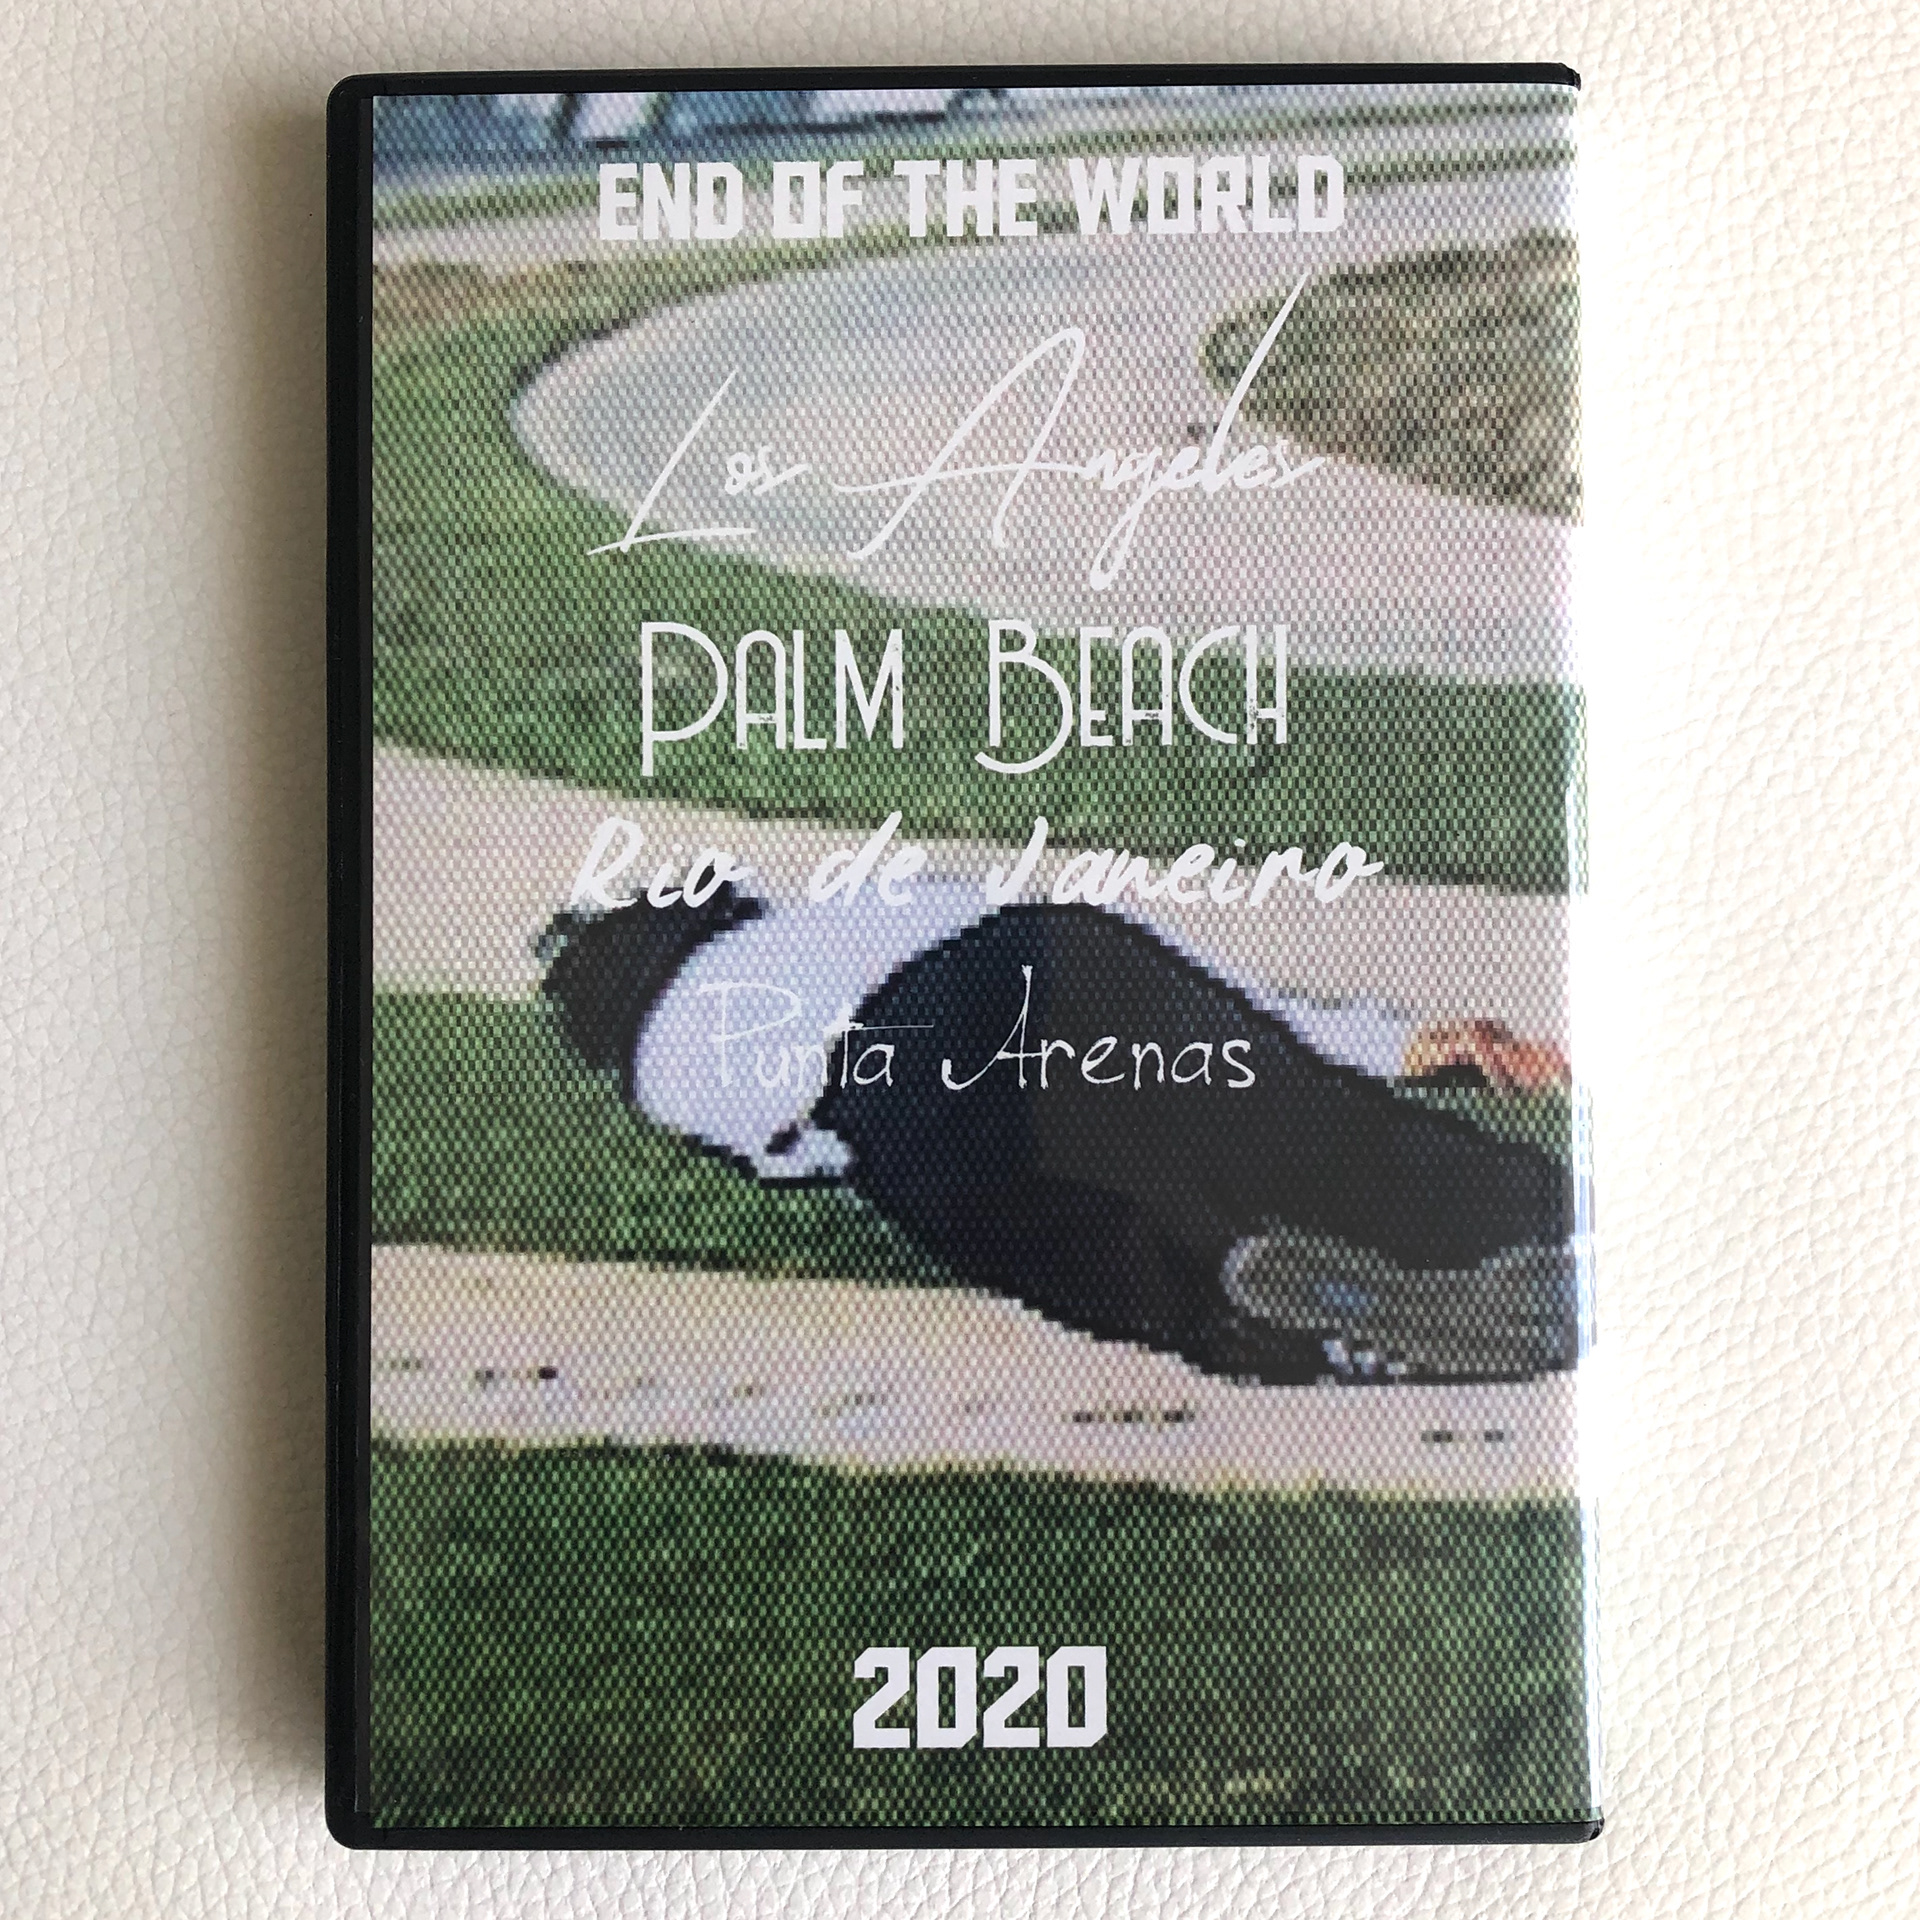 END OF THE WORLD
Los Angeles
PALM BEACH
Rio de Janeiro
Punta Arenas
2020